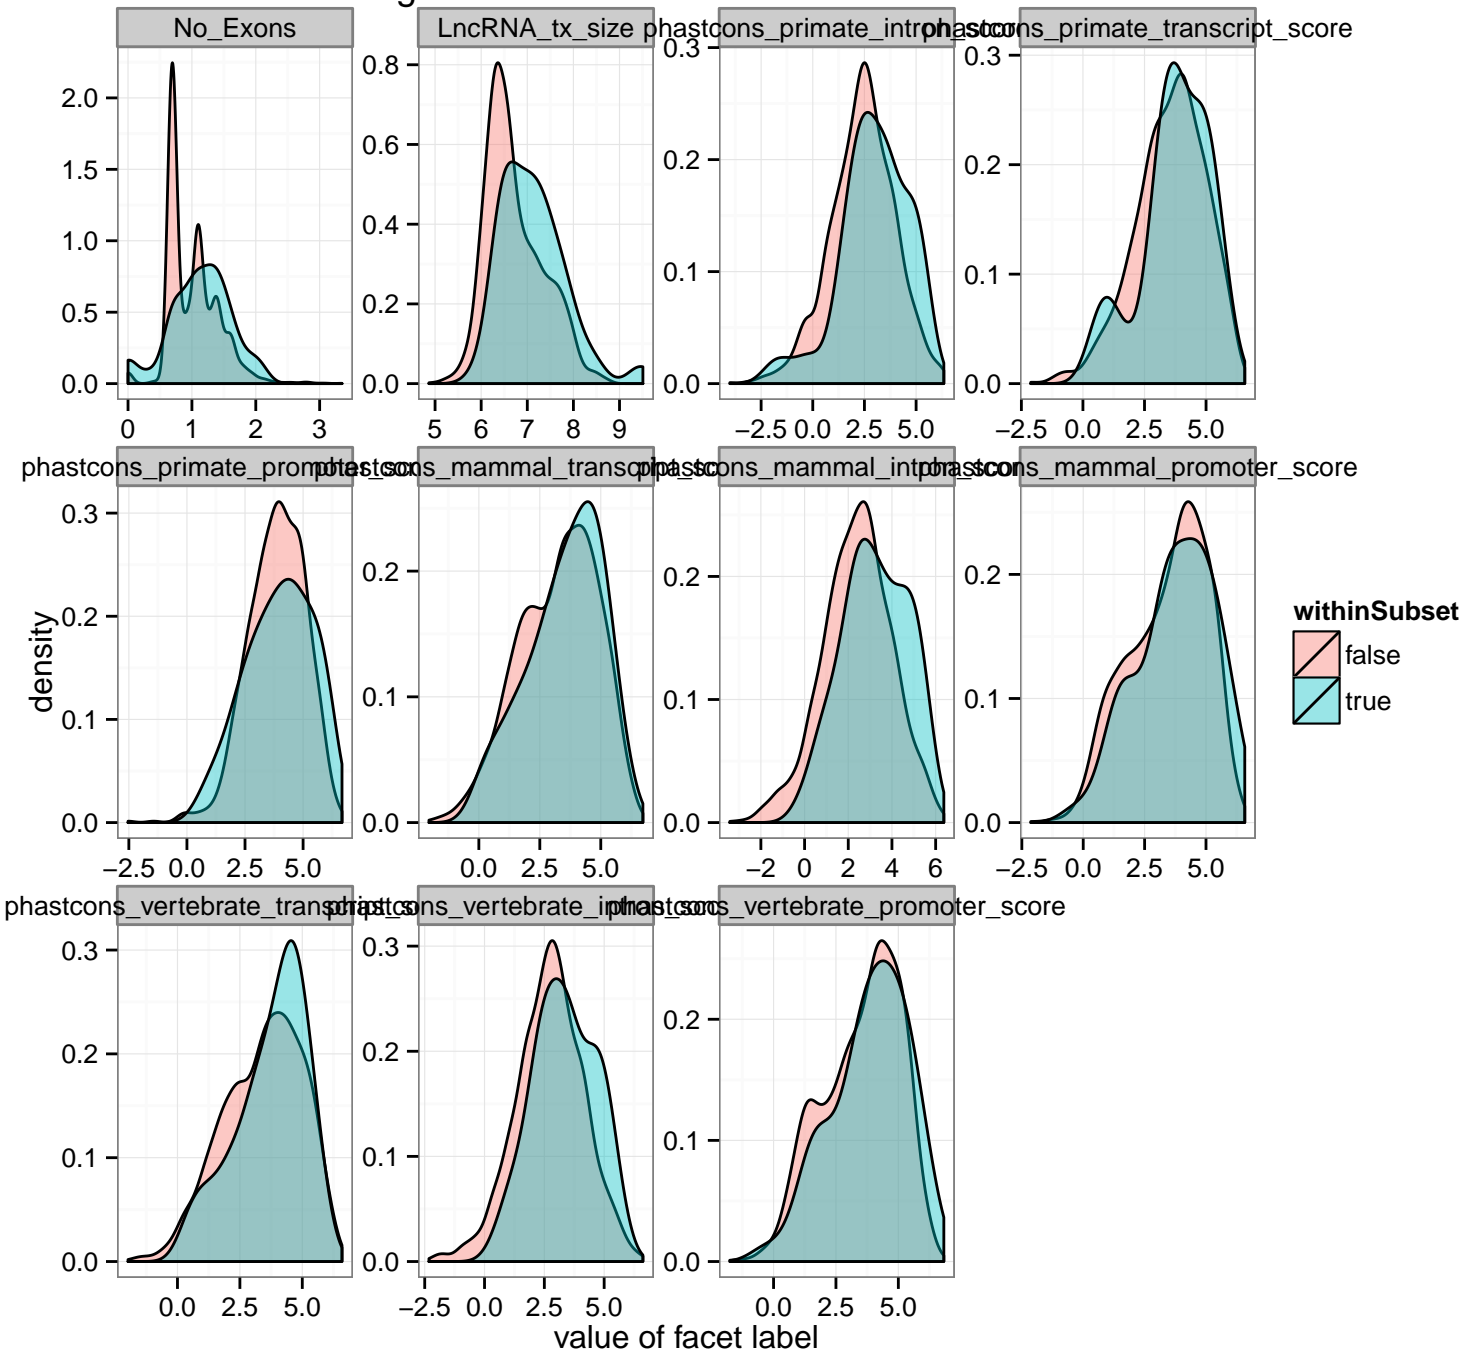 g
No_Exons
LncRNA_tx_size
phastcons_primate_intron_score
phastcons_primate_transcript_score
2.0
1.5
1.0
0.5
0.0
0.8
0.6
0.4
0.2
0.0
0.3
0.2
0.1
0.0
0.3
0.2
0.1
0.0
0 1 2 3
5 6 7 8 9
−2.5 0.0 2.5 5.0
−2.5 0.0 2.5 5.0
phastcons_primate_promoter_score
phastcons_mammal_transcript_score
phastcons_mammal_intron_score
phastcons_mammal_promoter_score
0.3
0.2
0.1
0.0
0.2
0.1
0.0
0.2
0.1
0.0
0.2
0.1
0.0
−2.5 0.0 2.5 5.0
0.0 2.5 5.0
−2 0 2 4 6
−2.5 0.0 2.5 5.0
density
withinSubset
false
true
phastcons_vertebrate_transcript_score
phastcons_vertebrate_intron_score
phastcons_vertebrate_promoter_score
0.3
0.2
0.1
0.0
0.3
0.2
0.1
0.0
0.2
0.1
0.0
0.0 2.5 5.0
−2.5 0.0 2.5 5.0
0.0 2.5 5.0
value of facet label